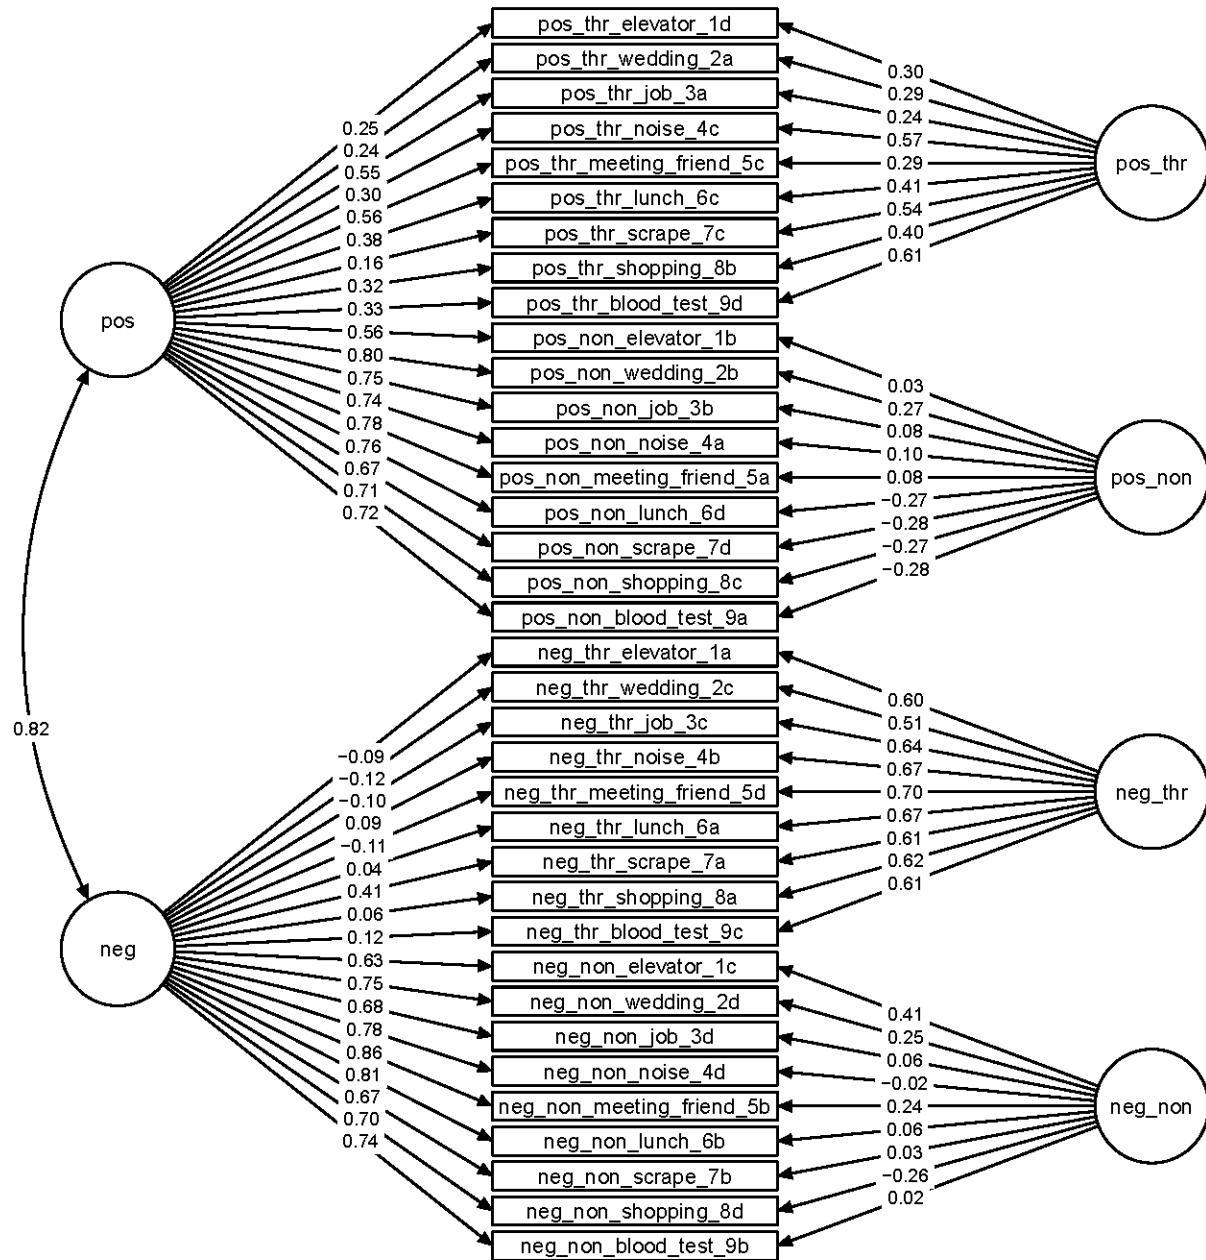 pos_thr_elevator_1d
pos_thr_wedding_2a
pos_thr_job_3a
pos_thr_noise_4c
pos_thr_meeting_friend_5c
pos_thr_lunch_6c
pos_thr_scrape_7c
pos_thr_shopping_8b
pos_thr_blood_test_9d
pos_non_elevator_1b
pos_non_wedding_2b
pos_non_job_3b
pos_non_noise_4a
pos_non_meeting_friend_5a
pos_non_lunch_6d
pos_non_scrape_7d
pos_non_shopping_8c
pos_non_blood_test_9a
neg_thr_elevator_1a
neg_thr_wedding_2c
neg_thr_job_3c
neg_thr_noise_4b
neg_thr_meeting_friend_5d
neg_thr_lunch_6a
neg_thr_scrape_7a
neg_thr_shopping_8a
neg_thr_blood_test_9c
neg_non_elevator_1c
neg_non_wedding_2d
neg_non_job_3d
neg_non_noise_4d
neg_non_meeting_friend_5b
neg_non_lunch_6b
neg_non_scrape_7b
neg_non_shopping_8d
neg_non_blood_test_9b
pos
0.25
0.24
0.55
0.30
0.56
0.38
0.16
0.32
0.33
0.56
0.80
0.75
0.74
0.78
0.76
0.67
0.71
0.72
0.82
neg
−0.09
−0.12
−0.10
0.09
−0.11
0.04
0.41
0.06
0.12
0.63
0.75
0.68
0.78
0.86
0.81
0.67
0.70
0.74
pos_thr
0.30
0.29
0.24
0.57
0.29
0.41
0.54
0.40
0.61
pos_non
0.03
0.27
0.08
0.10
0.08
−0.27
−0.28
−0.27
−0.28
neg_thr
0.60
0.51
0.64
0.67
0.70
0.67
0.61
0.62
0.61
neg_non
0.41
0.25
0.06
−0.02
0.24
0.06
0.03
−0.26
0.02